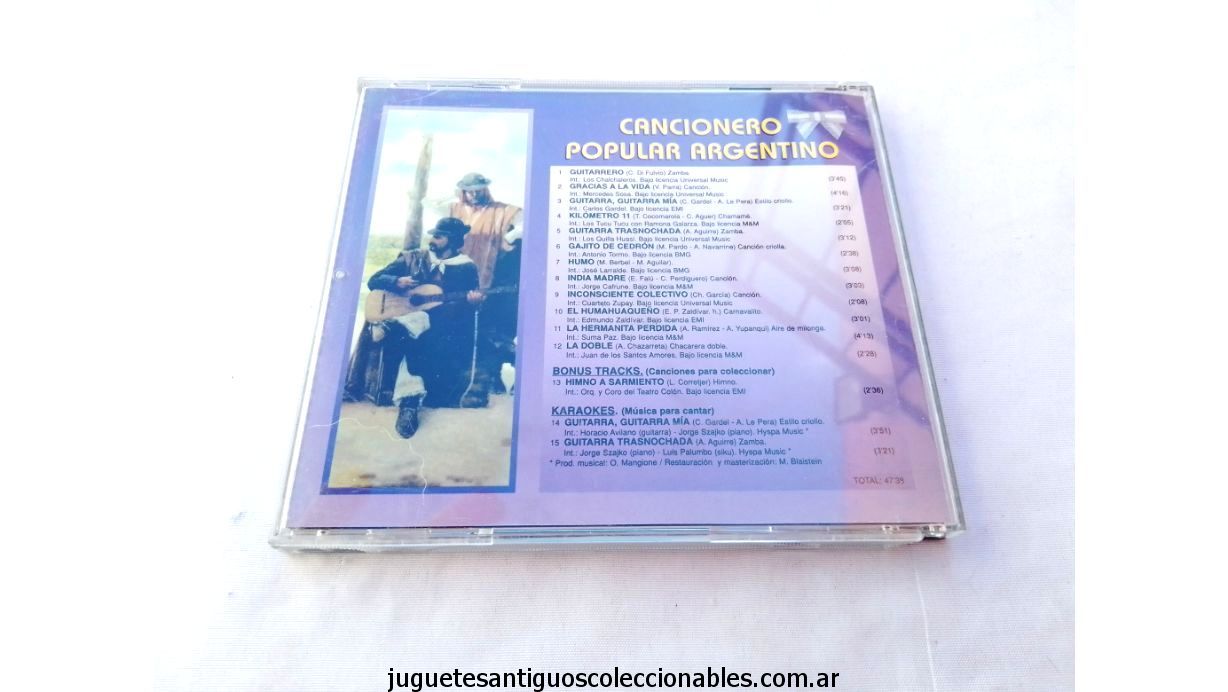 CANCIONERO
POPULAR ARGENTINO
1 GUITARRERO (C. Di Fulvio) Zamba
Int.: Los Chalchaleros. Bajo licencia Universal Music (3'45)
2 GRACIAS A LA VIDA (V. Parra) Canción.
Int.: Mercedes Sosa. Bajo licencia Universal Music (4'16)
3 GUITARRA, GUITARRA MÍA (C. Gardel - A. Le Pera) Estilo criollo.
Int.: Carlos Gardel. Bajo licencia EMI (3'21)
4 KILÓMETRO 11 (T. Cocomarola - C. Aguer) Chamamé.
Int.: Los Tucu Tucu con Ramona Galarza. Bajo licencia M&M (2'55)
5 GUITARRA TRASNOCHADA (A. Aguirre) Zamba.
Int.: Los Quilla Huasi. Bajo licencia Universal Music (3'12)
6 GAJITO DE CEDRÓN (M. Pardo - A. Navarrine) Canción criolla.
Int.: Antonio Tormo. Bajo licencia BMG (2'38)
7 HUMO (M. Berbel - M. Aguilar).
Int.: José Larralde. Bajo licencia BMG (3'08)
8 INDIA MADRE (E. Falú - C. Perdiguero) Canción.
Int.: Jorge Cafrune. Bajo licencia M&M (3'03)
9 INCONSCIENTE COLECTIVO (Ch. García) Canción.
Int.: Cuarteto Zupay. Bajo licencia Universal Music (2'08)
10 EL HUMAHUAQUEÑO (E. P. Zaldívar, h.) Carnavalito.
Int.: Edmundo Zaldívar. Bajo licencia EMI (3'01)
11 LA HERMANITA PERDIDA (A. Ramírez - A. Yupanqui) Aire de milonga.
Int.: Suma Paz. Bajo licencia M&M (4'13)
12 LA DOBLE (A. Chazarreta) Chacarera doble.
Int.: Juan de los Santos Amores. Bajo licencia M&M (2'28)
BONUS TRACKS. (Canciones para coleccionar)
13 HIMNO A SARMIENTO (L. Corretjer) Himno.
Int.: Orq. y Coro del Teatro Colón. Bajo licencia EMI (2'36)
KARAOKES. (Música para cantar)
14 GUITARRA, GUITARRA MÍA (C. Gardel - A. Le Pera) Estilo criollo.
Int.: Horacio Avilano (guitarra) - Jorge Szajko (piano). Hyspa Music * (3'51)
15 GUITARRA TRASNOCHADA (A. Aguirre) Zamba.
Int.: Jorge Szajko (piano) - Luis Palumbo (siku). Hyspa Music * (3'21)
* Prod. musical: O. Mangione / Restauración y masterización: M. Blaistein
TOTAL: 47'38
juguetesantiguoscoleccionables.com.ar